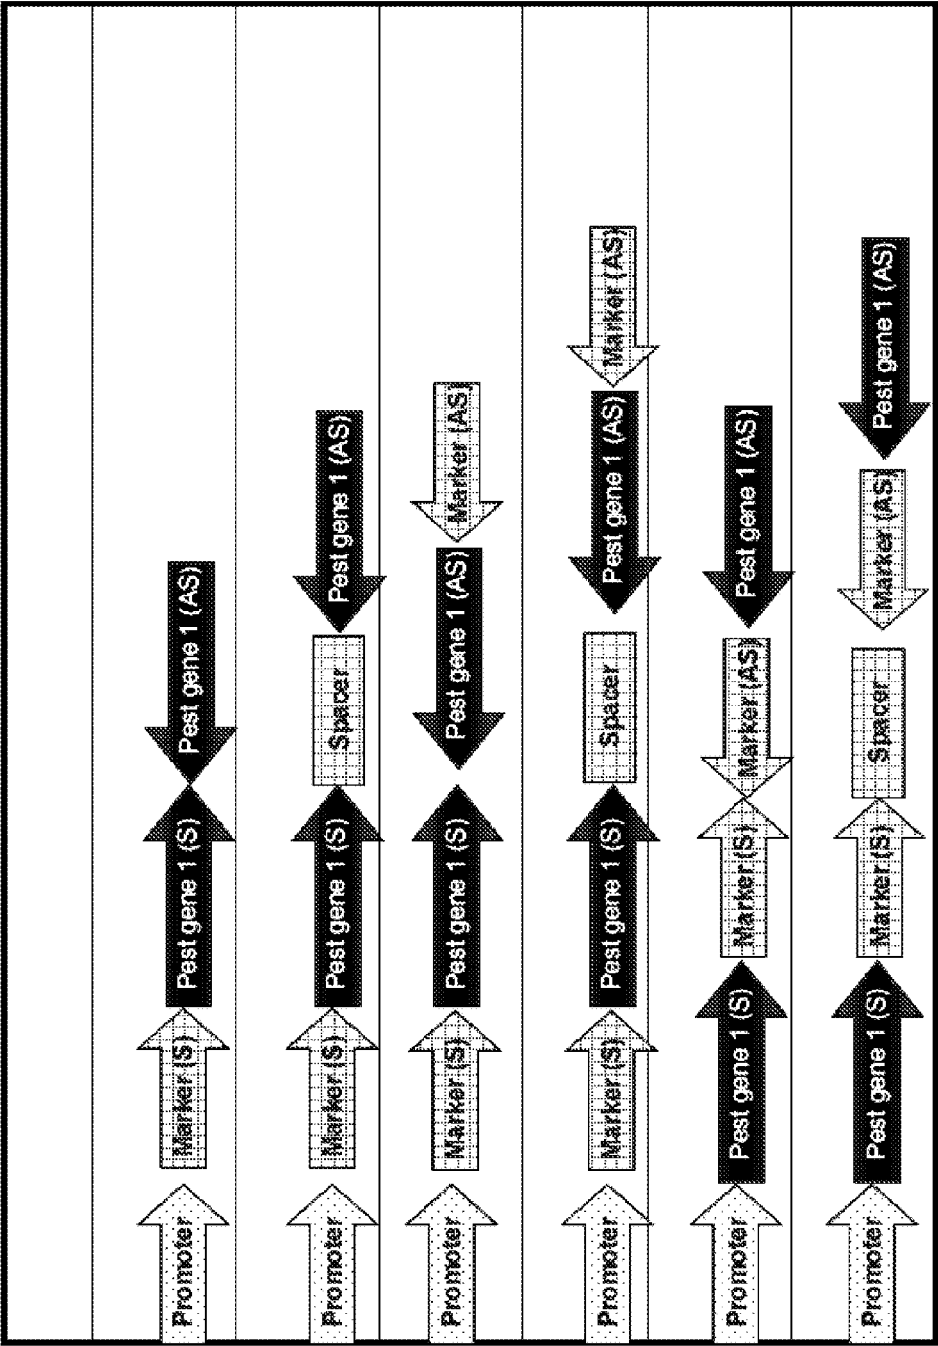 Promoter
Marker (S)
Pest gene 1 (S)
Pest gene 1 (AS)
Promoter
Marker (S)
Pest gene 1 (S)
Spacer
Pest gene 1 (AS)
Promoter
Marker (S)
Pest gene 1 (S)
Pest gene 1 (AS)
Marker (AS)
Promoter
Marker (S)
Pest gene 1 (S)
Spacer
Pest gene 1 (AS)
Marker (AS)
Promoter
Pest gene 1 (S)
Marker (S)
Marker (AS)
Pest gene 1 (AS)
Promoter
Pest gene 1 (S)
Marker (S)
Spacer
Marker (AS)
Pest gene 1 (AS)